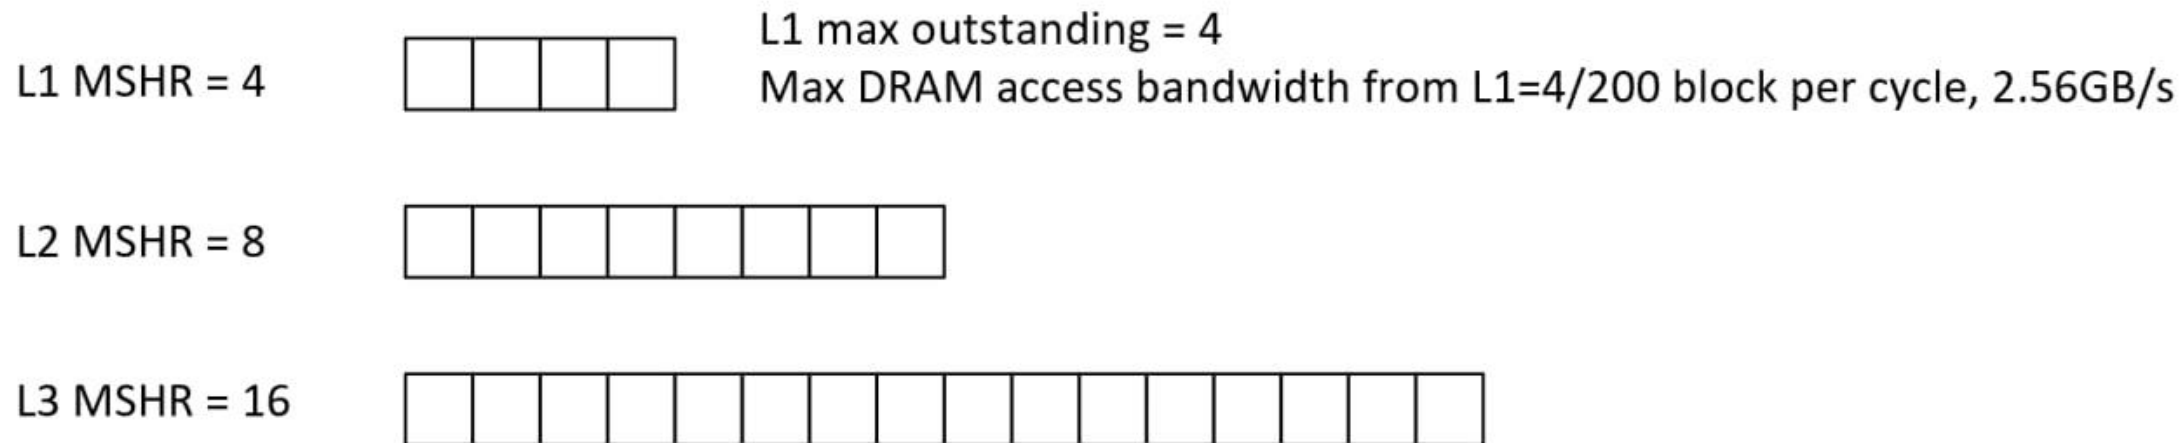 L1 max outstanding = 4
L1 MSHR = 4
Max DRAM access bandwidth from L1=4/200 block per cycle, 2.56GB/s
L2 MSHR = 8
L3 MSHR = 16